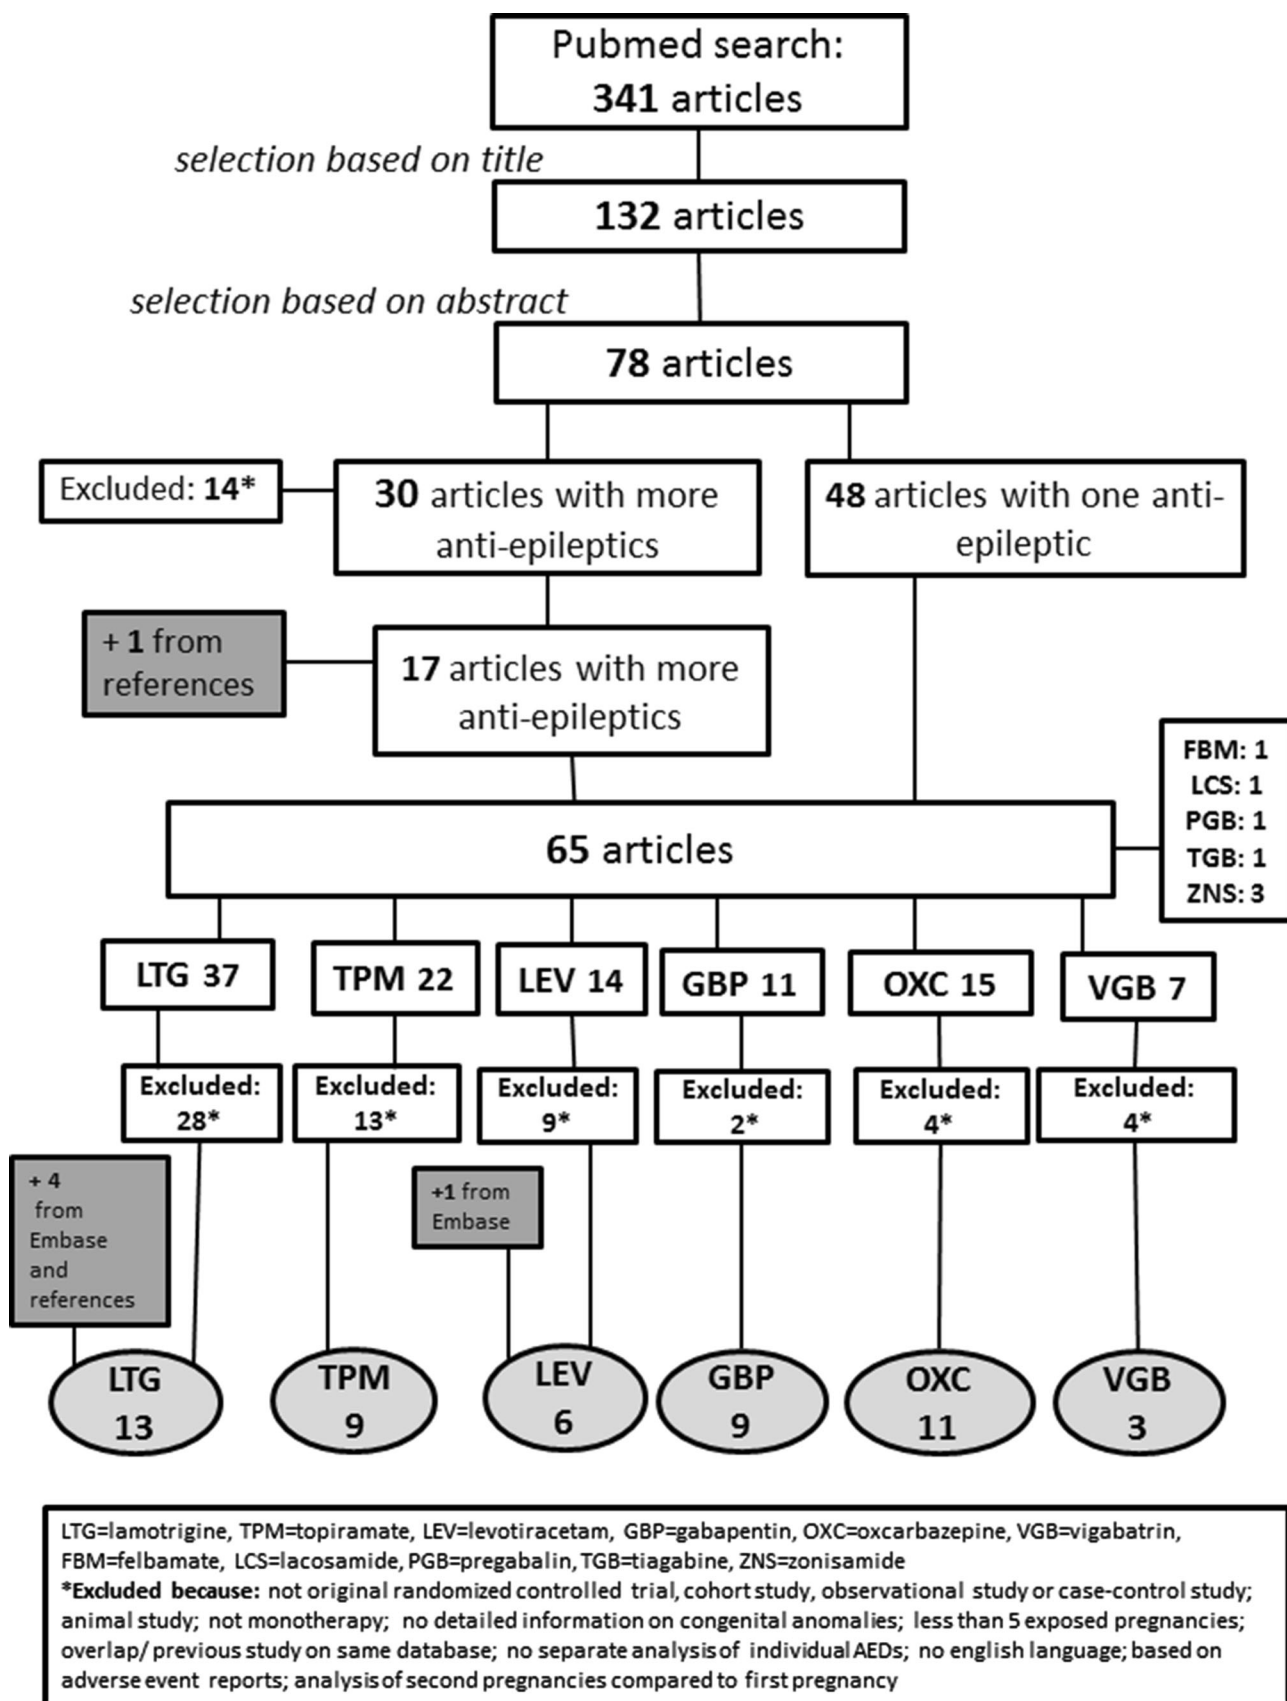 Pubmed search:
341 articles
selection based on title
132 articles
selection based on abstract
78 articles
Excluded: 14*
30 articles with more
anti-epileptics
48 articles with one anti-
epileptic
+ 1 from
references
17 articles with more
anti-epileptics
FBM: 1
LCS: 1
PGB: 1
TGB: 1
ZNS: 3
65 articles
LTG 37
TPM 22
LEV 14
GBP 11
OXC 15
VGB 7
Excluded:
28*
Excluded:
13*
Excluded:
9*
Excluded:
2*
Excluded:
4*
Excluded:
4*
+ 4
from
Embase
and
references
+1 from
Embase
LTG
13
TPM
9
LEV
6
GBP
9
OXC
11
VGB
3
LTG=lamotrigine, TPM=topiramate, LEV=levotiracetam, GBP=gabapentin, OXC=oxcarbazepine, VGB=vigabatrin,
FBM=felbamate, LCS=lacosamide, PGB=pregabalin, TGB=tiagabine, ZNS=zonisamide
*Excluded because: not original randomized controlled trial, cohort study, observational study or case-control study;
animal study; not monotherapy; no detailed information on congenital anomalies; less than 5 exposed pregnancies;
overlap/ previous study on same database; no separate analysis of individual AEDs; no english language; based on
adverse event reports; analysis of second pregnancies compared to first pregnancy